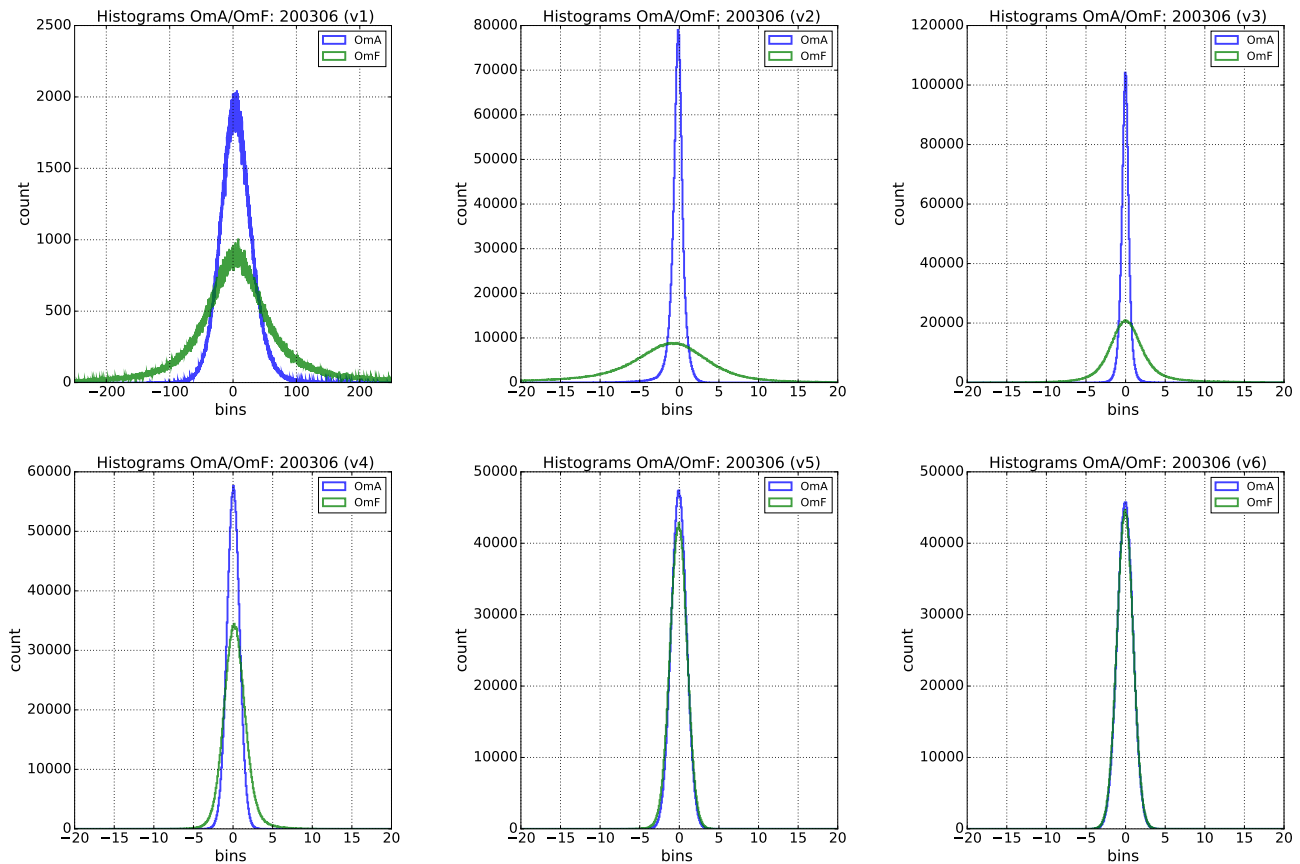 Histograms OmA/OmF: 200306 (v1)
2500
2000
1500
1000
500
0
count
OmA
OmF
−200 −100 0 100 200
bins
Histograms OmA/OmF: 200306 (v2)
80000
70000
60000
50000
40000
30000
20000
10000
0
count
OmA
OmF
−20 −15 −10 −5 0 5 10 15 20
bins
Histograms OmA/OmF: 200306 (v3)
120000
100000
80000
60000
40000
20000
0
count
OmA
OmF
−20 −15 −10 −5 0 5 10 15 20
bins
Histograms OmA/OmF: 200306 (v4)
60000
50000
40000
30000
20000
10000
0
count
OmA
OmF
−20 −15 −10 −5 0 5 10 15 20
bins
Histograms OmA/OmF: 200306 (v5)
50000
40000
30000
20000
10000
0
count
OmA
OmF
−20 −15 −10 −5 0 5 10 15 20
bins
Histograms OmA/OmF: 200306 (v6)
50000
40000
30000
20000
10000
0
count
OmA
OmF
−20 −15 −10 −5 0 5 10 15 20
bins